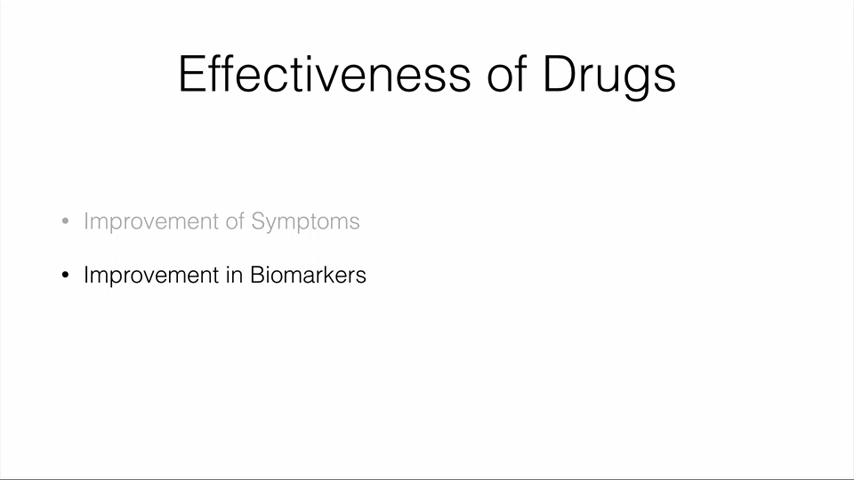 Effectiveness of Drugs
• Improvement of Symptoms
• Improvement in Biomarkers